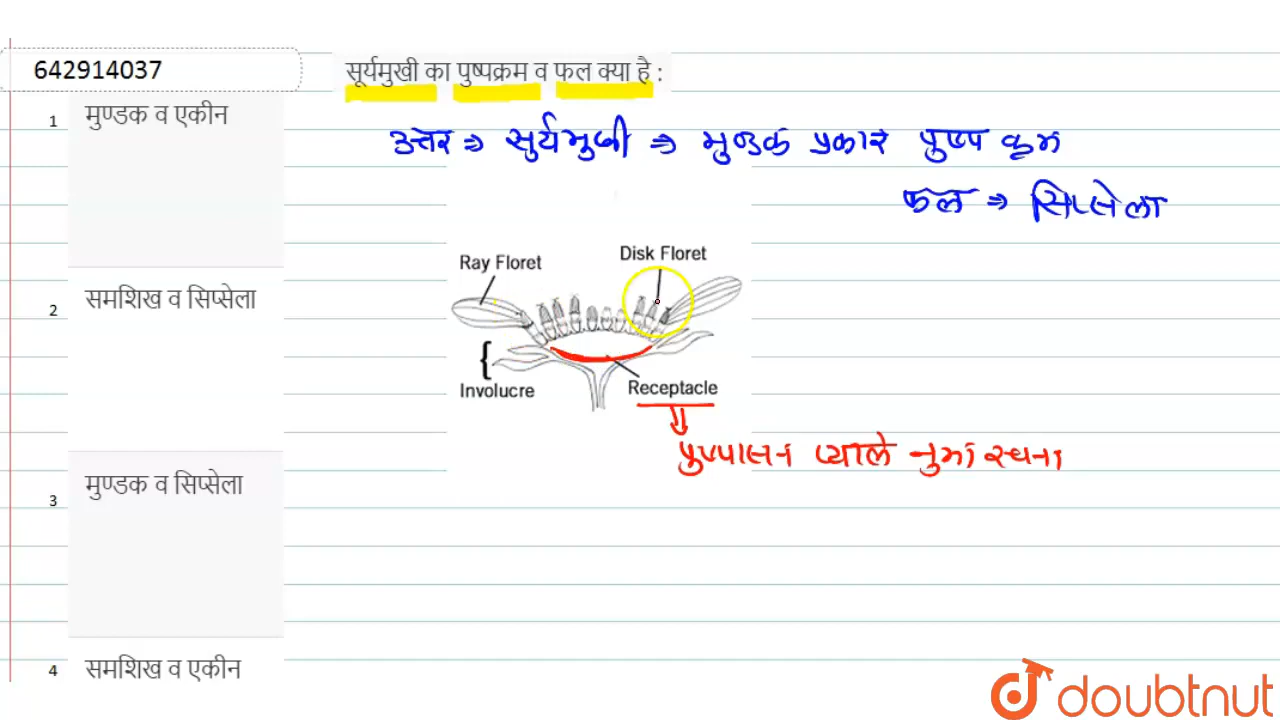 642914037
सूर्यमुखी का पुष्पक्रम व फल क्या है :
1 मुण्डक व एकीन
2 समशिख व सिप्सेला
3 मुण्डक व सिप्सेला
4 समशिख व एकीन
उत्तर ⇒ सुर्यमुखी ⇒ मुण्डक प्रकार पुष्प क्रम
फल ⇒ सिप्सेला
Ray Floret
Disk Floret
Involucre
Receptacle
पुष्पासन प्याले नुमा
doubtnut